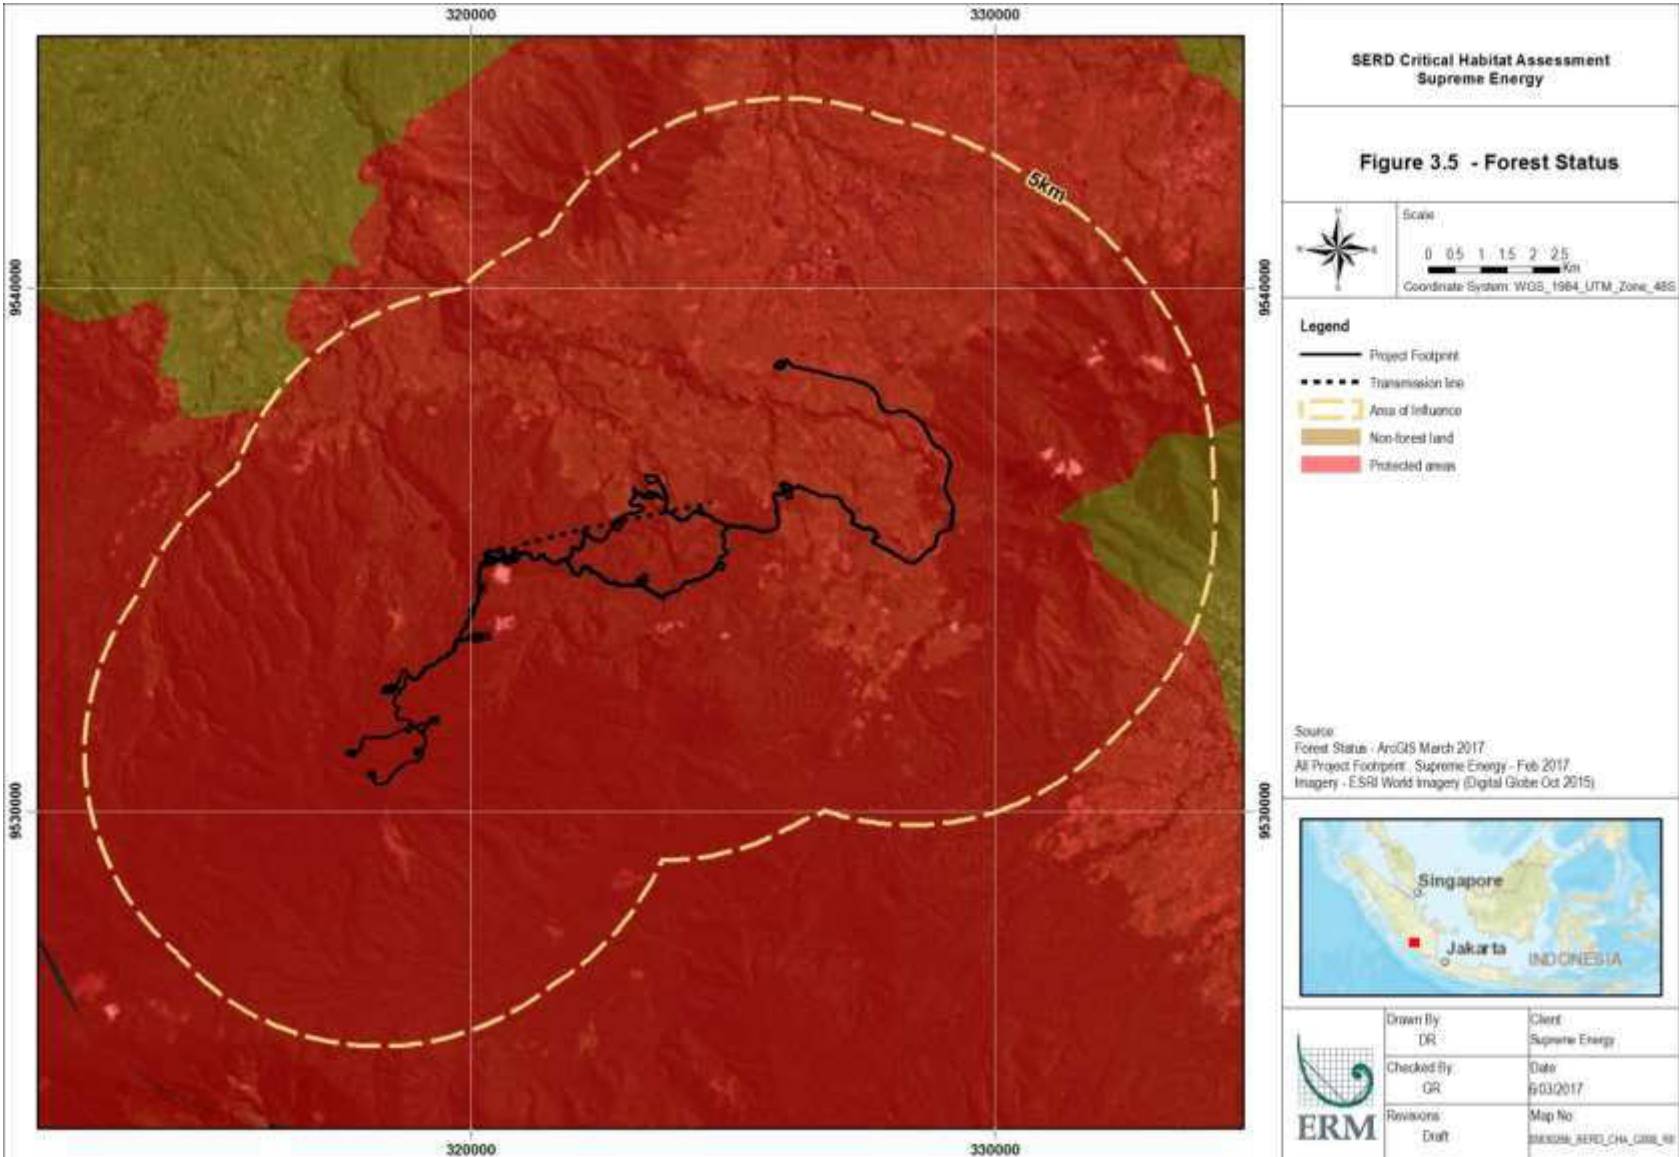 320000
330000
9540000
9530000
5km
9540000
9530000
320000
330000
SERD Critical Habitat Assessment
Supreme Energy
Figure 3.5 - Forest Status
N
Scale
0 0.5 1 1.5 2 2.5
Km
Coordinate System: WGS_1984_UTM_Zone_48S
Legend
Project Footprint
Transmission line
Area of Influence
Non-forest land
Protected areas
Source
Forest Status - ArcGIS March 2017
All Project Footprint : Supreme Energy - Feb 2017
Imagery - ESRI World Imagery (Digital Globe Oct 2015)
Singapore
Jakarta
INDONESIA
ERM
Drawn By
DR
Client
Supreme Energy
Checked By
GR
Date
6/03/2017
Revisions
Draft
Map No